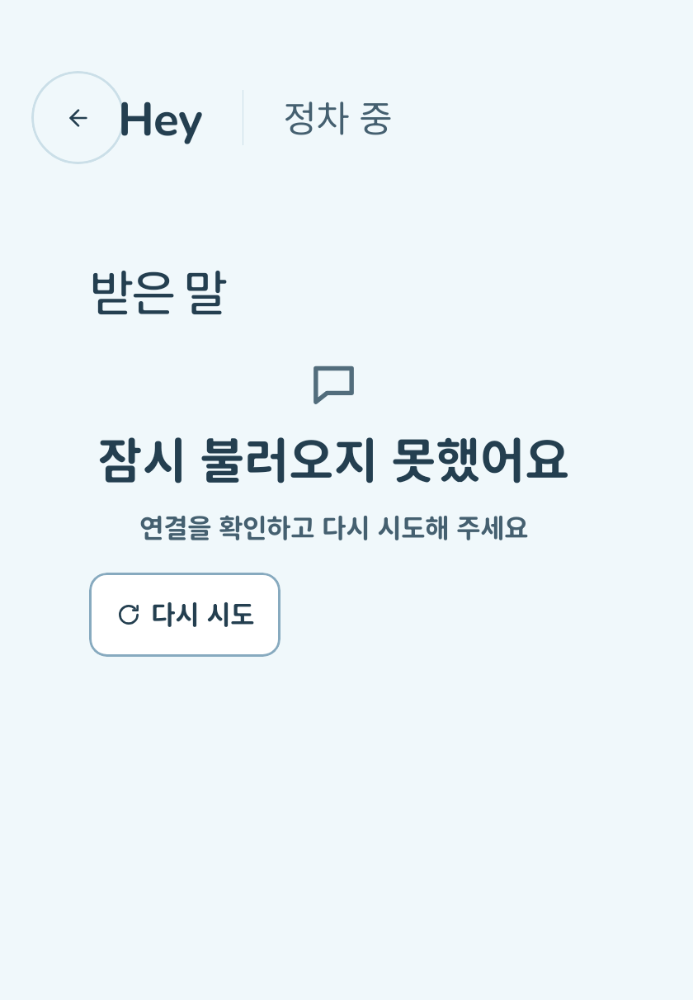 Hey
정차 중
받은 말
잠시 불러오지 못했어요
연결을 확인하고 다시 시도해 주세요
다시 시도